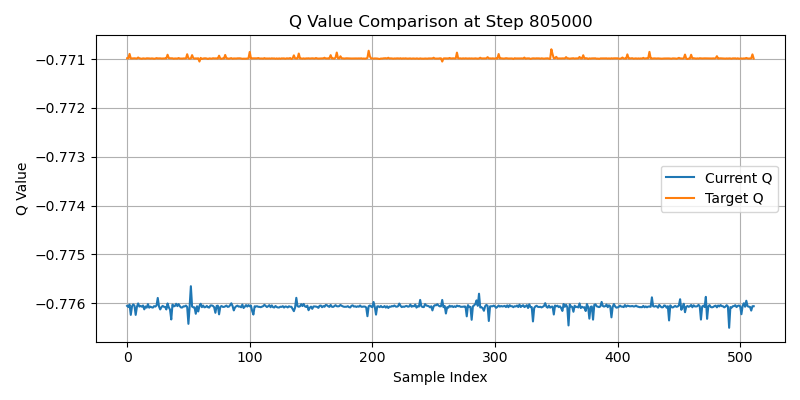 Q Value Comparison at Step 805000
−0.771
−0.772
−0.773
−0.774
−0.775
−0.776
Q Value
Current Q
Target Q
0
100
200
300
400
500
Sample Index